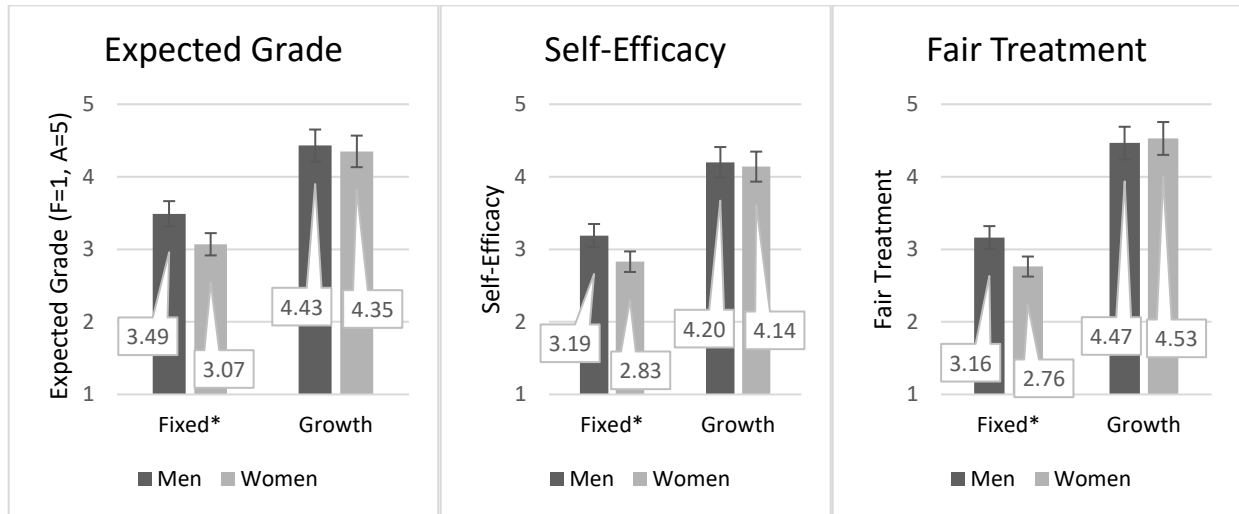 Expected Grade
Expected Grade (F=1, A=5)
5
4
3
2
1
3.49
3.07
4.43
4.35
Fixed*
Growth
Men
Women
Self-Efficacy
Self-Efficacy
5
4
3
2
1
3.19
2.83
4.20
4.14
Fixed*
Growth
Men
Women
Fair Treatment
Fair Treatment
5
4
3
2
1
3.16
2.76
4.47
4.53
Fixed*
Growth
Men
Women